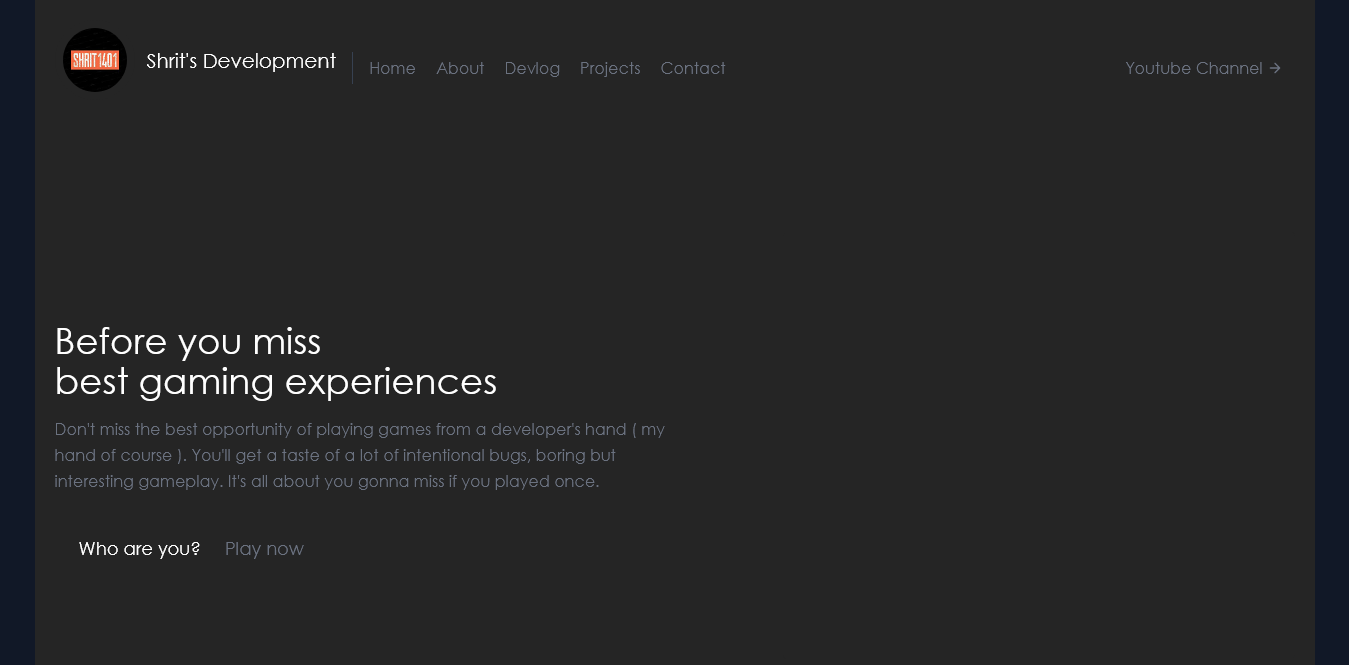 SHRIT1401
Shrit's Development
Home
About
Devlog
Projects
Contact
Youtube Channel →
Before you miss
best gaming experiences
Don't miss the best opportunity of playing games from a developer's hand ( my
hand of course ). You'll get a taste of a lot of intentional bugs, boring but
interesting gameplay. It's all about you gonna miss if you played once.
Who are you?
Play now